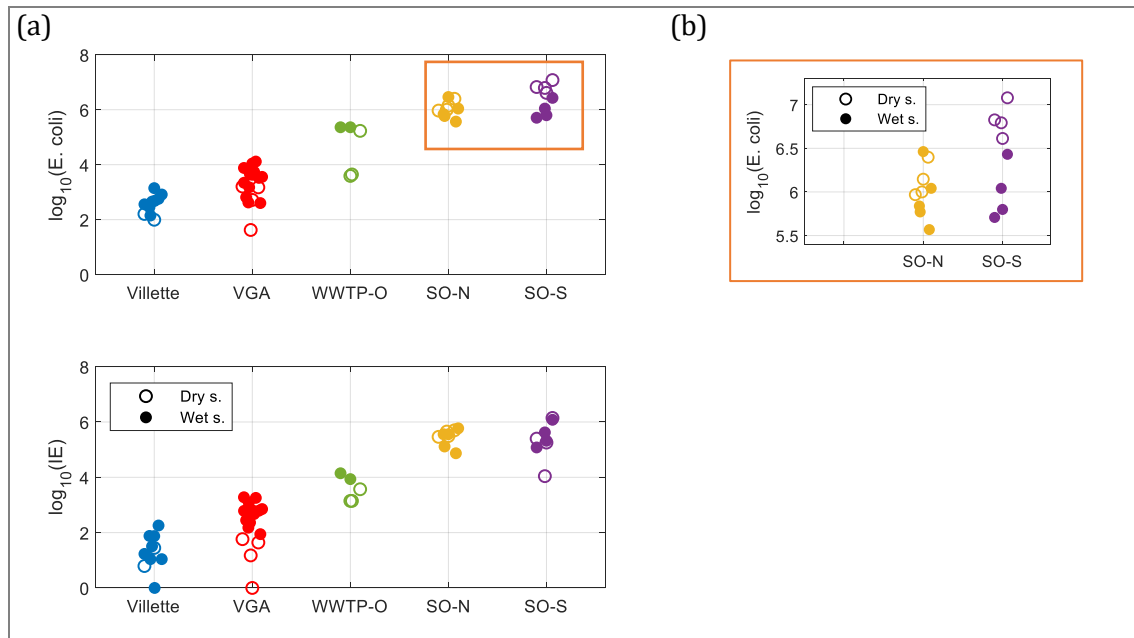 (a)
8
6
4
2
0
log10(E. coli)
Villette VGA WWTP-O SO-N SO-S
8
6
4
2
0
log10(IE)
Dry s.
Wet s.
Villette VGA WWTP-O SO-N SO-S
(b)
7
6.5
6
5.5
log10(E. coli)
Dry s.
Wet s.
SO-N SO-S